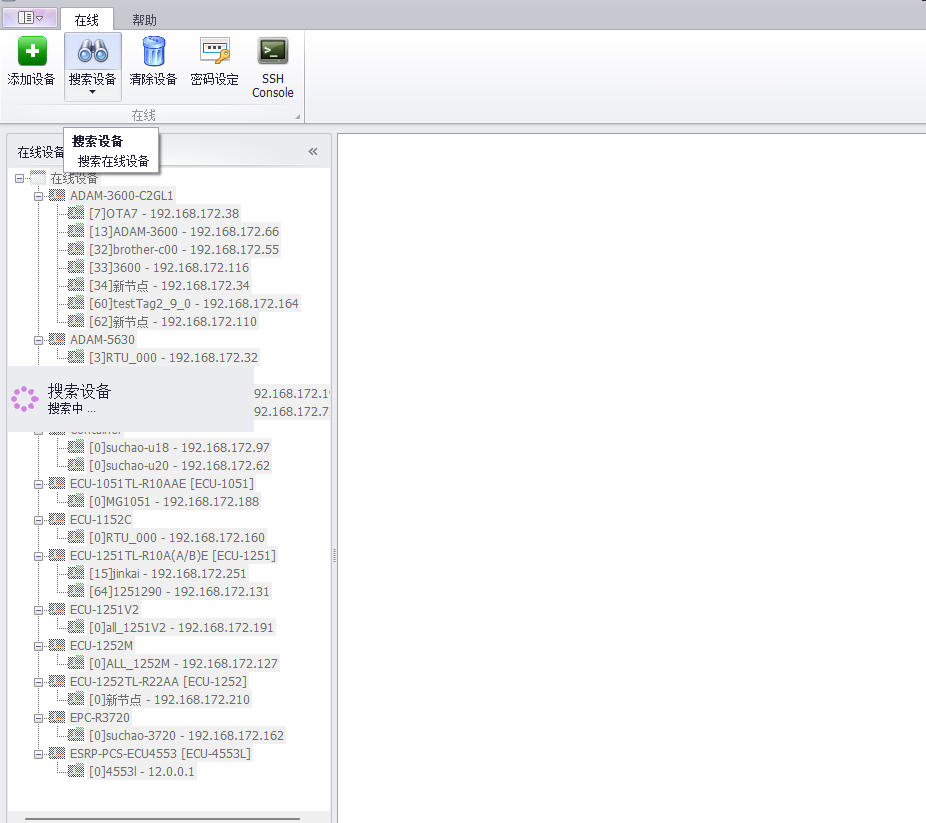 在线
帮助
添加设备
搜索设备
清除设备
密码设定
SSH
Console
在线
搜索设备
搜索在线设备
在线设备
在线设备
ADAM-3600-C2GL1
[7]OTA7 - 192.168.172.38
[13]ADAM-3600 - 192.168.172.66
[32]brother-c00 - 192.168.172.55
[33]3600 - 192.168.172.116
[34]新节点 - 192.168.172.34
[60]testTag2_9_0 - 192.168.172.164
[62]新节点 - 192.168.172.110
ADAM-5630
[3]RTU_000 - 192.168.172.32
搜索设备
搜索中 ...
92.168.172.1
92.168.172.7
Container
[0]suchao-u18 - 192.168.172.97
[0]suchao-u20 - 192.168.172.62
ECU-1051TL-R10AAE [ECU-1051]
[0]MG1051 - 192.168.172.188
ECU-1152C
[0]RTU_000 - 192.168.172.160
ECU-1251TL-R10A(A/B)E [ECU-1251]
[15]jinkai - 192.168.172.251
[64]1251290 - 192.168.172.131
ECU-1251V2
[0]all_1251V2 - 192.168.172.191
ECU-1252M
[0]ALL_1252M - 192.168.172.127
ECU-1252TL-R22AA [ECU-1252]
[0]新节点 - 192.168.172.210
EPC-R3720
[0]suchao-3720 - 192.168.172.162
ESRP-PCS-ECU4553 [ECU-4553L]
[0]4553l - 12.0.0.1